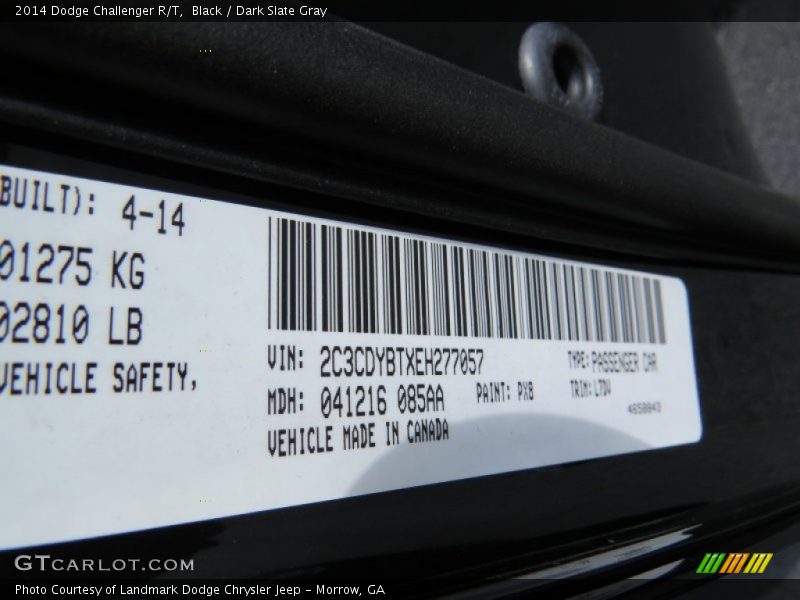 2014 Dodge Challenger R/T, Black / Dark Slate Gray
BUILT): 4-14
01275 KG
02810 LB
VEHICLE SAFETY,
VIN: 2C3CDYBTXEH277057 TYPE: PASSENGER CAR
MDH: 041216 085AA PAINT: PX8 TRIM: L7DV
VEHICLE MADE IN CANADA 4658043
GTCARLOT.COM
Photo Courtesy of Landmark Dodge Chrysler Jeep - Morrow, GA